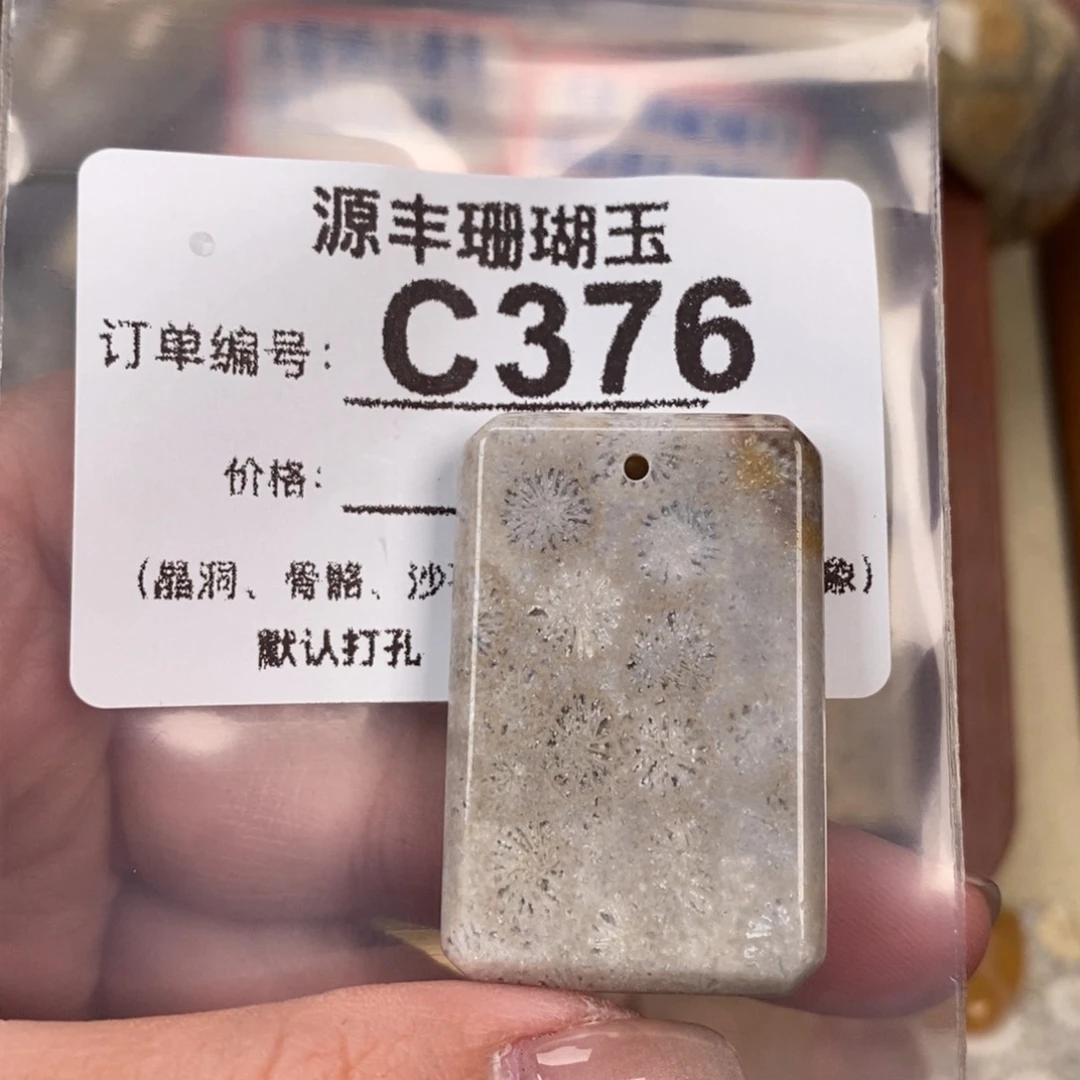 源丰珊瑚玉
订单编号: C376
价格:
(晶洞、骨骼、沙
默认打孔